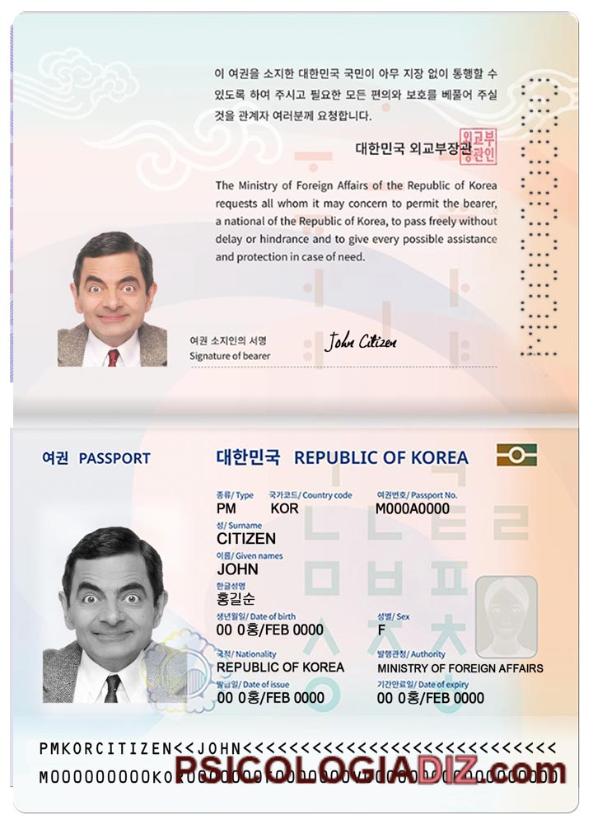 이 여권을 소지한 대한민국 국민이 아무 지장 없이 통행할 수
있도록 하여 주시고 필요한 모든 편의와 보호를 베풀어 주실
것을 관계자 여러분께 요청합니다.
대한민국 외교부장관
외교부
장관인
The Ministry of Foreign Affairs of the Republic of Korea
requests all whom it may concern to permit the bearer,
a national of the Republic of Korea, to pass freely without
delay or hindrance and to give every possible assistance
and protection in case of need.
여권 소지인의 서명
Signature of bearer
John Citizen
여권 PASSPORT
대한민국 REPUBLIC OF KOREA
종류/ Type 국가코드/ Country code 여권번호/ Passport No.
PM KOR M000A0000
성/ Surname
CITIZEN
이름/ Given names
JOHN
한글성명
홍길순
생년월일/ Date of birth 성별/ Sex
00 0홍/FEB 0000 F
국적/ Nationality 발행관청/ Authority
REPUBLIC OF KOREA MINISTRY OF FOREIGN AFFAIRS
발급일/ Date of issue 기간만료일/ Date of expiry
00 0홍/FEB 0000 00 0홍/FEB 0000
PMKORCITIZEN<<JOHN<<<<<<<<<<<<<<<<<<<<<<<<<<
PSICOLOGIADIZ.com